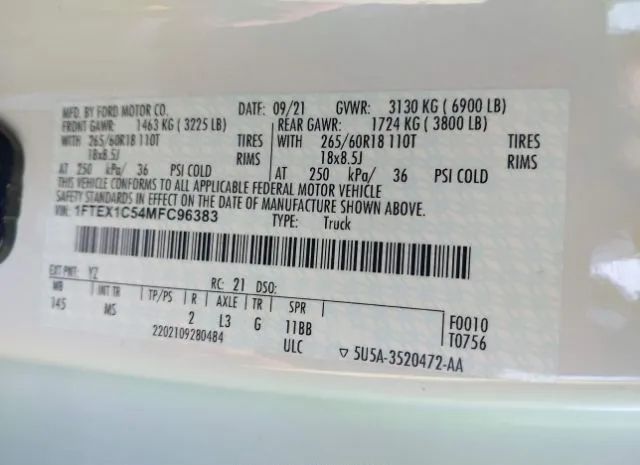 MFD. BY FORD MOTOR CO. DATE: 09/21 GVWR: 3130 KG ( 6900 LB)
FRONT GAWR: 1463 KG ( 3225 LB) REAR GAWR: 1724 KG ( 3800 LB)
WITH 265/60R18 110T TIRES WITH 265/60R18 110T TIRES
18x8.5J RIMS 18x8.5J RIMS
AT 250 kPa/ 36 PSI COLD AT 250 kPa/ 36 PSI COLD
THIS VEHICLE CONFORMS TO ALL APPLICABLE FEDERAL MOTOR VEHICLE
SAFETY STANDARDS IN EFFECT ON THE DATE OF MANUFACTURE SHOWN ABOVE.
VIN: 1FTEX1C54MFC96383 TYPE: Truck
EXT PNT: YZ RC: 21 DSO:
WB INT TR TP/PS R AXLE TR SPR
145 MS 2 L3 G 11BB F0010
2202109280484 ULC T0756
▽ 5U5A-3520472-AA